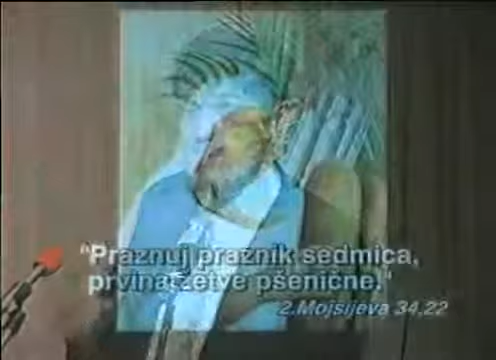 "Praznuj praznik sedmica,
prvina žetve pšenične."
2.Mojsijeva 34,22